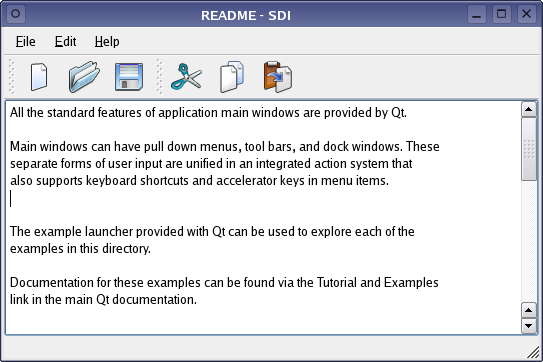 README - SDI
File Edit Help
All the standard features of application main windows are provided by Qt.
Main windows can have pull down menus, tool bars, and dock windows. These
separate forms of user input are unified in an integrated action system that
also supports keyboard shortcuts and accelerator keys in menu items.
The example launcher provided with Qt can be used to explore each of the
examples in this directory.
Documentation for these examples can be found via the Tutorial and Examples
link in the main Qt documentation.